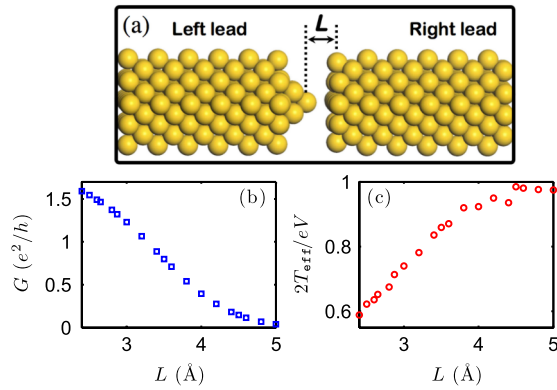 (a)
Left lead
L
Right lead
(b)
G (e²/h)
1.5
1
0.5
0
3
4
5
L (Å)
(c)
2T_eff/eV
1
0.8
0.6
3
4
5
L (Å)